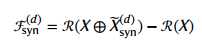 ℱ_syn^(d) = ℛ(X ⊕ X̃_syn^(d)) − ℛ(X)